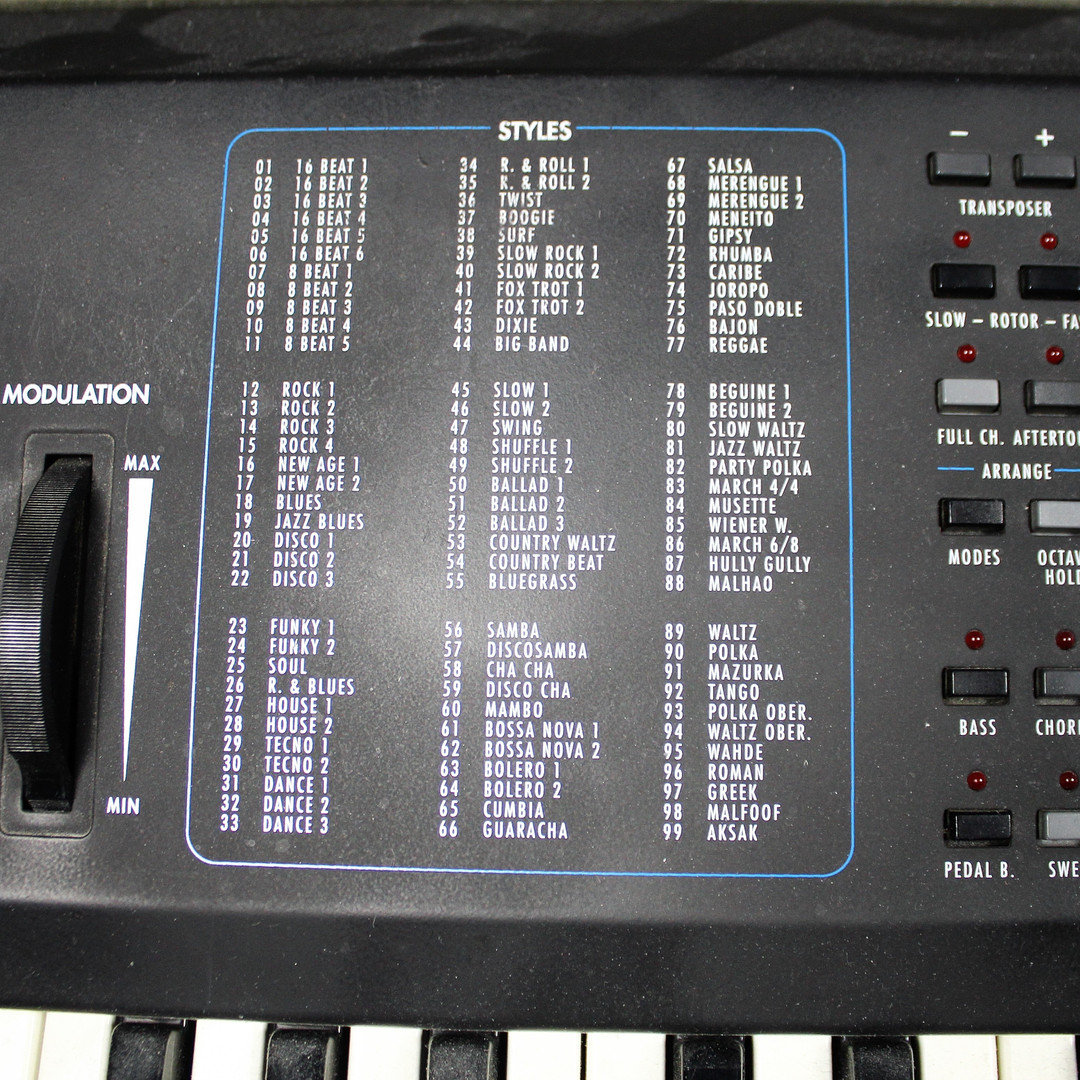 STYLES
01 16 BEAT 1
02 16 BEAT 2
03 16 BEAT 3
04 16 BEAT 4
05 16 BEAT 5
06 16 BEAT 6
07 8 BEAT 1
08 8 BEAT 2
09 8 BEAT 3
10 8 BEAT 4
11 8 BEAT 5
12 ROCK 1
13 ROCK 2
14 ROCK 3
15 ROCK 4
16 NEW AGE 1
17 NEW AGE 2
18 BLUES
19 JAZZ BLUES
20 DISCO 1
21 DISCO 2
22 DISCO 3
23 FUNKY 1
24 FUNKY 2
25 SOUL
26 R. & BLUES
27 HOUSE 1
28 HOUSE 2
29 TECNO 1
30 TECNO 2
31 DANCE 1
32 DANCE 2
33 DANCE 3
34 R. & ROLL 1
35 R. & ROLL 2
36 TWIST
37 BOOGIE
38 SURF
39 SLOW ROCK 1
40 SLOW ROCK 2
41 FOX TROT 1
42 FOX TROT 2
43 DIXIE
44 BIG BAND
45 SLOW 1
46 SLOW 2
47 SWING
48 SHUFFLE 1
49 SHUFFLE 2
50 BALLAD 1
51 BALLAD 2
52 BALLAD 3
53 COUNTRY WALTZ
54 COUNTRY BEAT
55 BLUEGRASS
56 SAMBA
57 DISCOSAMBA
58 CHA CHA
59 DISCO CHA
60 MAMBO
61 BOSSA NOVA 1
62 BOSSA NOVA 2
63 BOLERO 1
64 BOLERO 2
65 CUMBIA
66 GUARACHA
67 SALSA
68 MERENGUE 1
69 MERENGUE 2
70 MENEITO
71 GIPSY
72 RHUMBA
73 CARIBE
74 JOROPO
75 PASO DOBLE
76 BAJON
77 REGGAE
78 BEGUINE 1
79 BEGUINE 2
80 SLOW WALTZ
81 JAZZ WALTZ
82 PARTY POLKA
83 MARCH 4/4
84 MUSETTE
85 WIENER W.
86 MARCH 6/8
87 HULLY GULLY
88 MALHAO
89 WALTZ
90 POLKA
91 MAZURKA
92 TANGO
93 POLKA OBER.
94 WALTZ OBER.
95 WAHDE
96 ROMAN
97 GREEK
98 MALFOOF
99 AKSAK
MODULATION
MAX
MIN
− +
TRANSPOSER
SLOW – ROTOR – FA
FULL CH. AFTERTOU
ARRANGE
MODES OCTAV
HOLD
BASS CHOR
PEDAL B. SWE